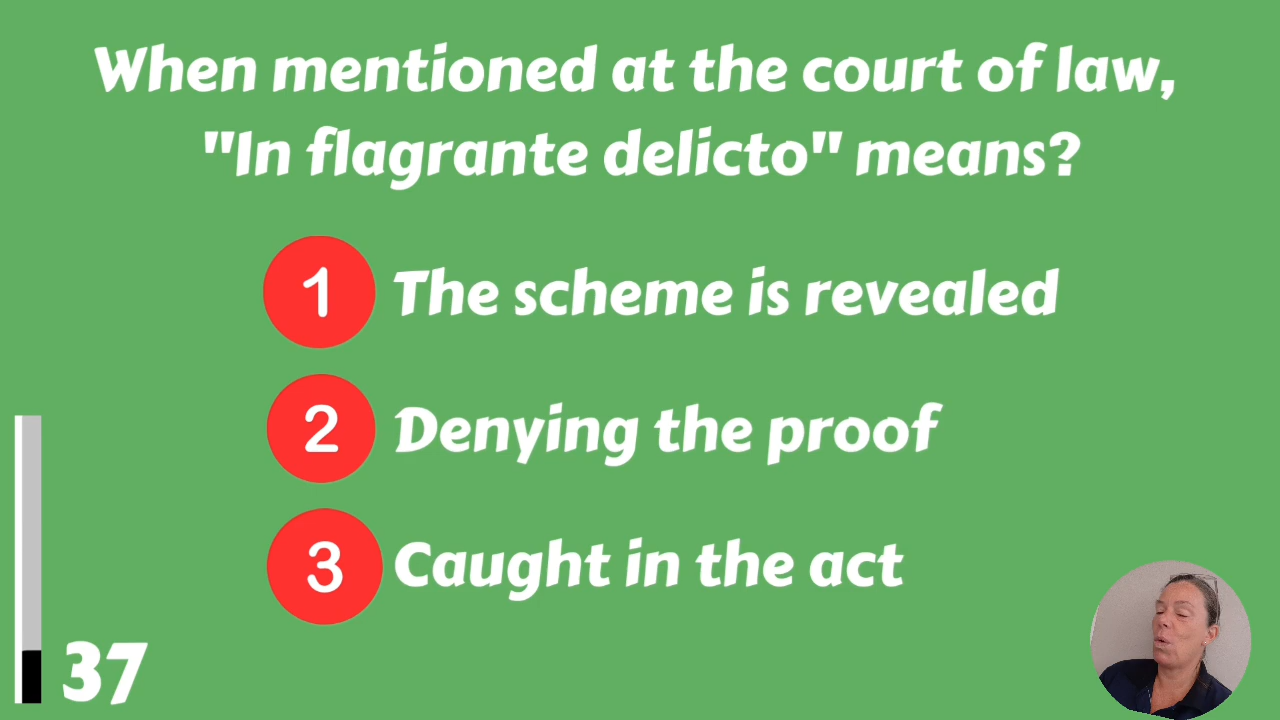 When mentioned at the court of law,
"In flagrante delicto" means?
1 The scheme is revealed
2 Denying the proof
3 Caught in the act
37